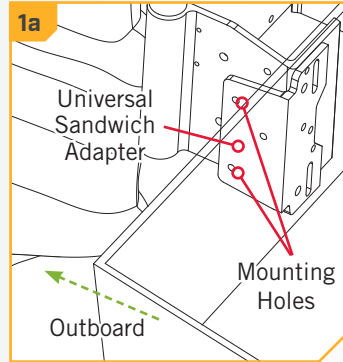 1a
Universal
Sandwich
Adapter
Mounting
Holes
Outboard